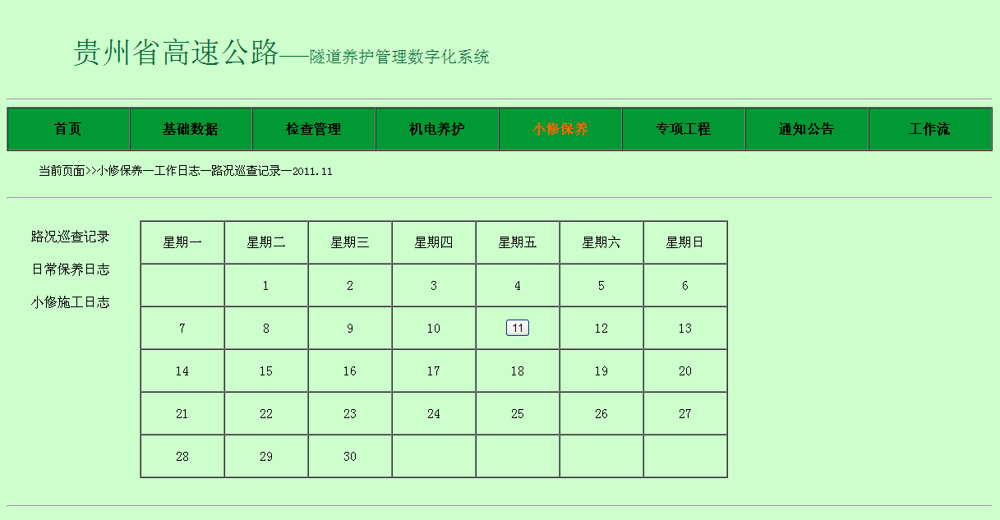 贵州省高速公路——隧道养护管理数字化系统
首页 基础数据 检查管理 机电养护 小修保养 专项工程 通知公告 工作流
当前页面>>小修保养—工作日志—路况巡查记录—2011.11
路况巡查记录
日常保养日志
小修施工日志
星期一 星期二 星期三 星期四 星期五 星期六 星期日
1 2 3 4 5 6
7 8 9 10 11 12 13
14 15 16 17 18 19 20
21 22 23 24 25 26 27
28 29 30